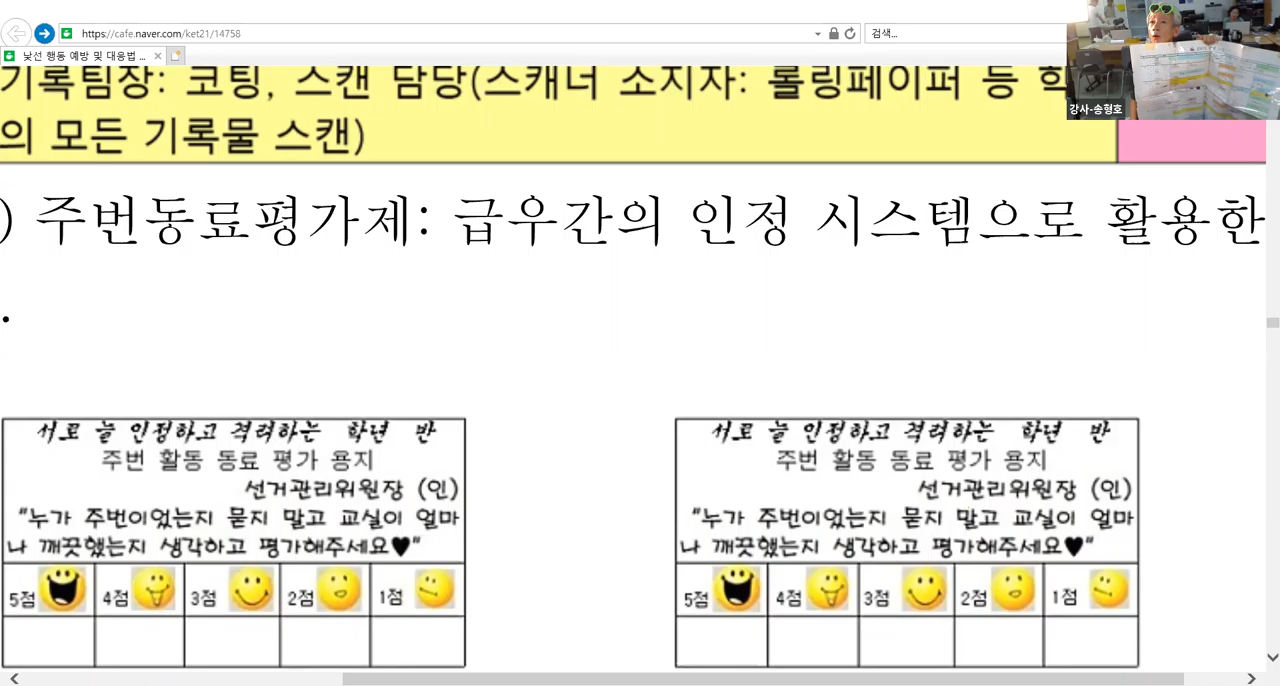 https://cafe.naver.com/ket21/14758
검색...
낯선 행동 예방 및 대응법 ...
강사-송형호
기록팀장: 코팅, 스캔 담당(스캐너 소지자: 롤링페이퍼 등 학
의 모든 기록물 스캔)
) 주번동료평가제: 급우간의 인정 시스템으로 활용한
.
서로 늘 인정하고 격려하는 학년 반
주번 활동 동료 평가 용지
선거관리위원장 (인)
“누가 주번이었는지 묻지 말고 교실이 얼마
나 깨끗했는지 생각하고 평가해주세요♥”
5점 4점 3점 2점 1점
서로 늘 인정하고 격려하는 학년 반
주번 활동 동료 평가 용지
선거관리위원장 (인)
“누가 주번이었는지 묻지 말고 교실이 얼마
나 깨끗했는지 생각하고 평가해주세요♥”
5점 4점 3점 2점 1점